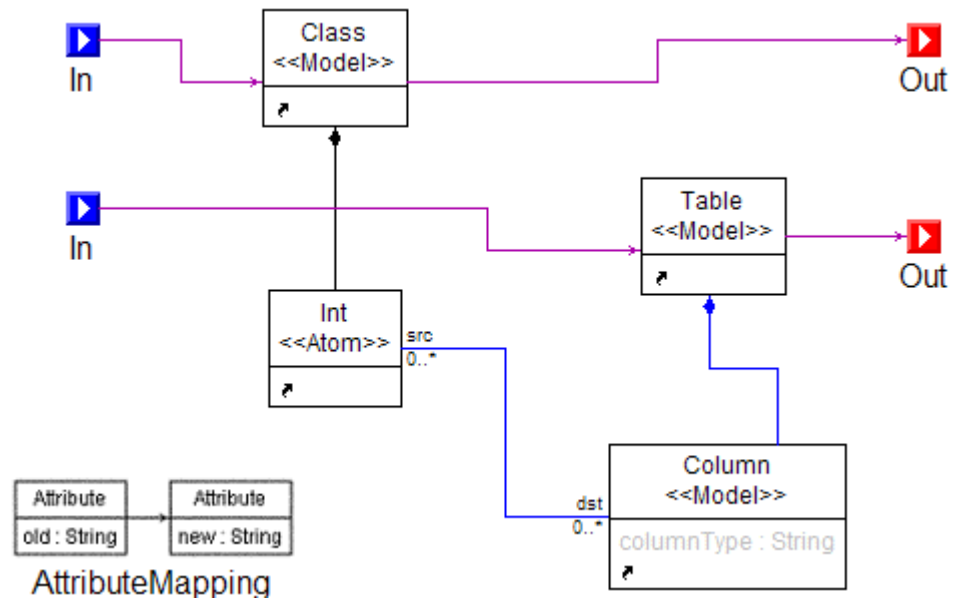 Class
<<Model>>
In
Out
Table
<<Model>>
In
Out
Int
<<Atom>>
src
0..*
Column
<<Model>>
dst
0..*
columnType : String
Attribute
old : String
Attribute
new : String
AttributeMapping